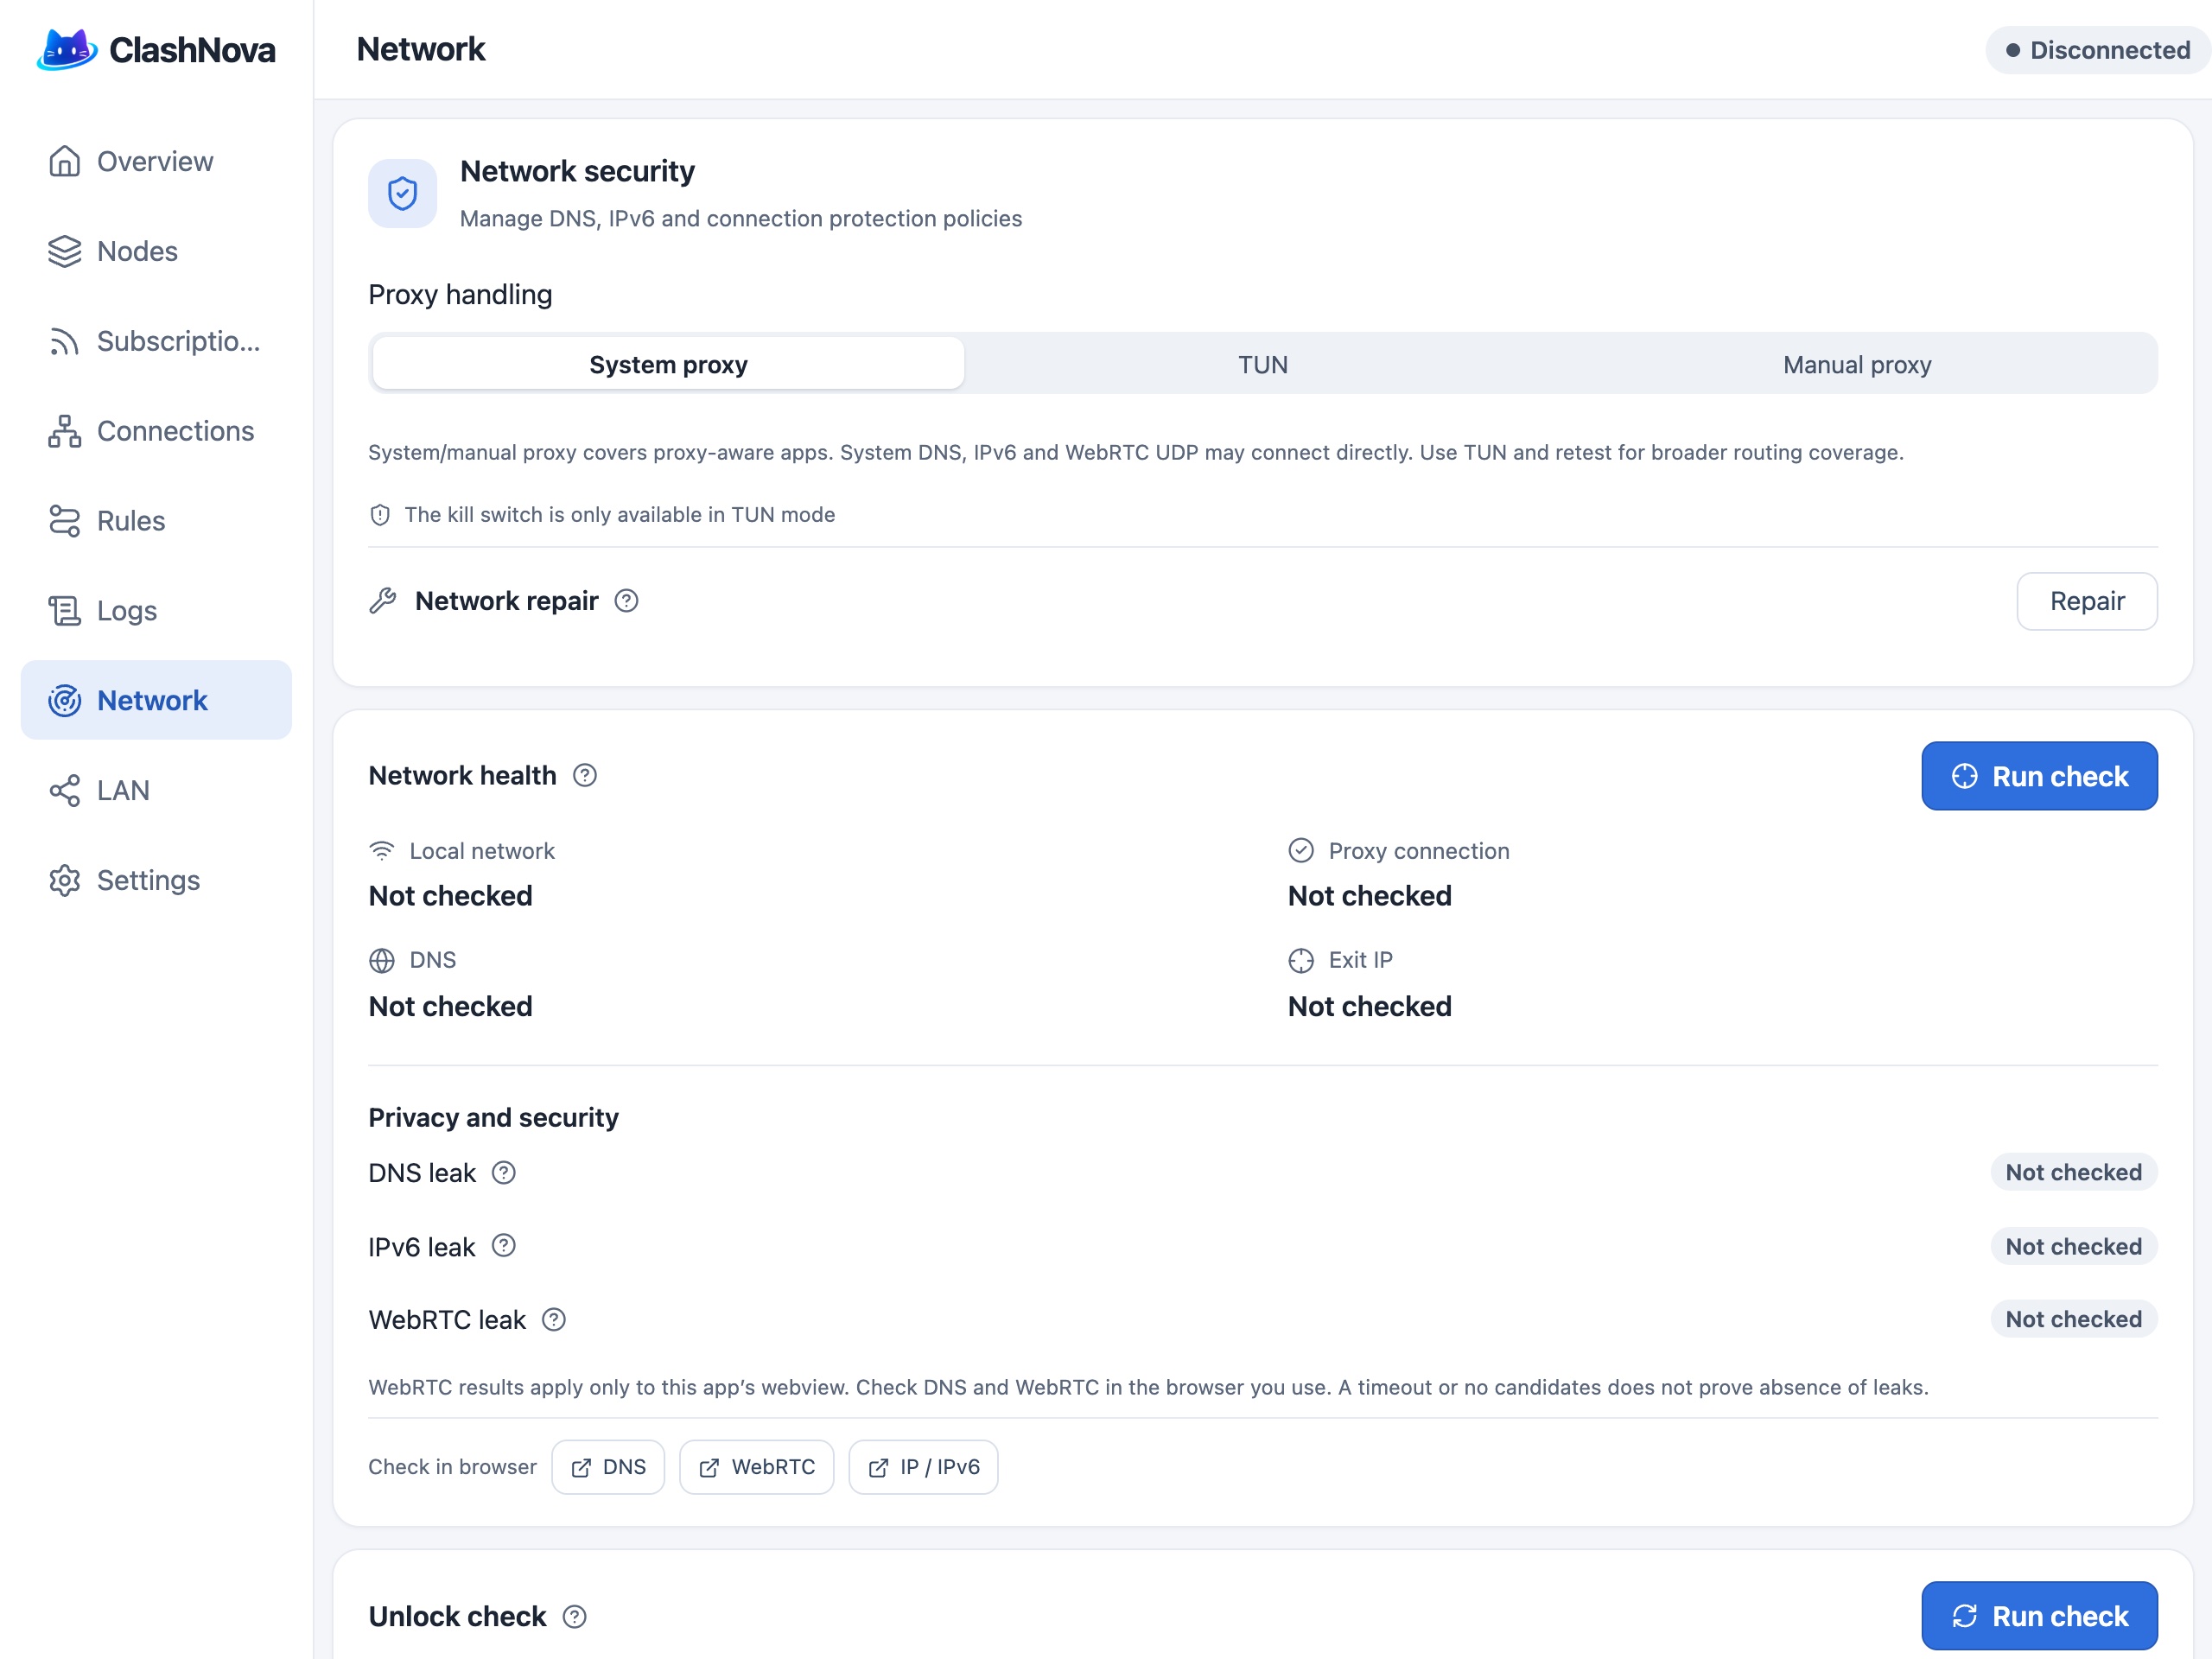 ClashNova
Network
Disconnected
Overview
Nodes
Subscriptio...
Connections
Rules
Logs
Network
LAN
Settings
Network security
Manage DNS, IPv6 and connection protection policies
Proxy handling
System proxy
TUN
Manual proxy
System/manual proxy covers proxy-aware apps. System DNS, IPv6 and WebRTC UDP may connect directly. Use TUN and retest for broader routing coverage.
The kill switch is only available in TUN mode
Network repair
Repair
Network health
Run check
Local network
Not checked
Proxy connection
Not checked
DNS
Not checked
Exit IP
Not checked
Privacy and security
DNS leak
Not checked
IPv6 leak
Not checked
WebRTC leak
Not checked
WebRTC results apply only to this app’s webview. Check DNS and WebRTC in the browser you use. A timeout or no candidates does not prove absence of leaks.
Check in browser
DNS
WebRTC
IP / IPv6
Unlock check
Run check